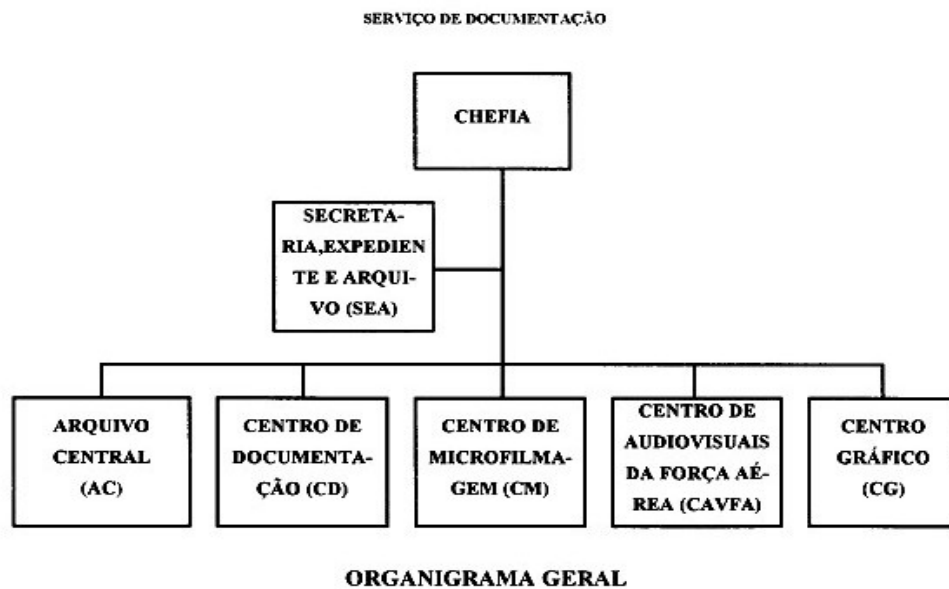 SERVIÇO DE DOCUMENTAÇÃO
CHEFIA
SECRETA-
RIA,EXPEDIEN
TE E ARQUI-
VO (SEA)
ARQUIVO
CENTRAL
(AC)
CENTRO DE
DOCUMENTA-
ÇÃO (CD)
CENTRO DE
MICROFILMA-
GEM (CM)
CENTRO DE
AUDIOVISUAIS
DA FORÇA AÉ-
REA (CAVFA)
CENTRO
GRÁFICO
(CG)
ORGANIGRAMA GERAL